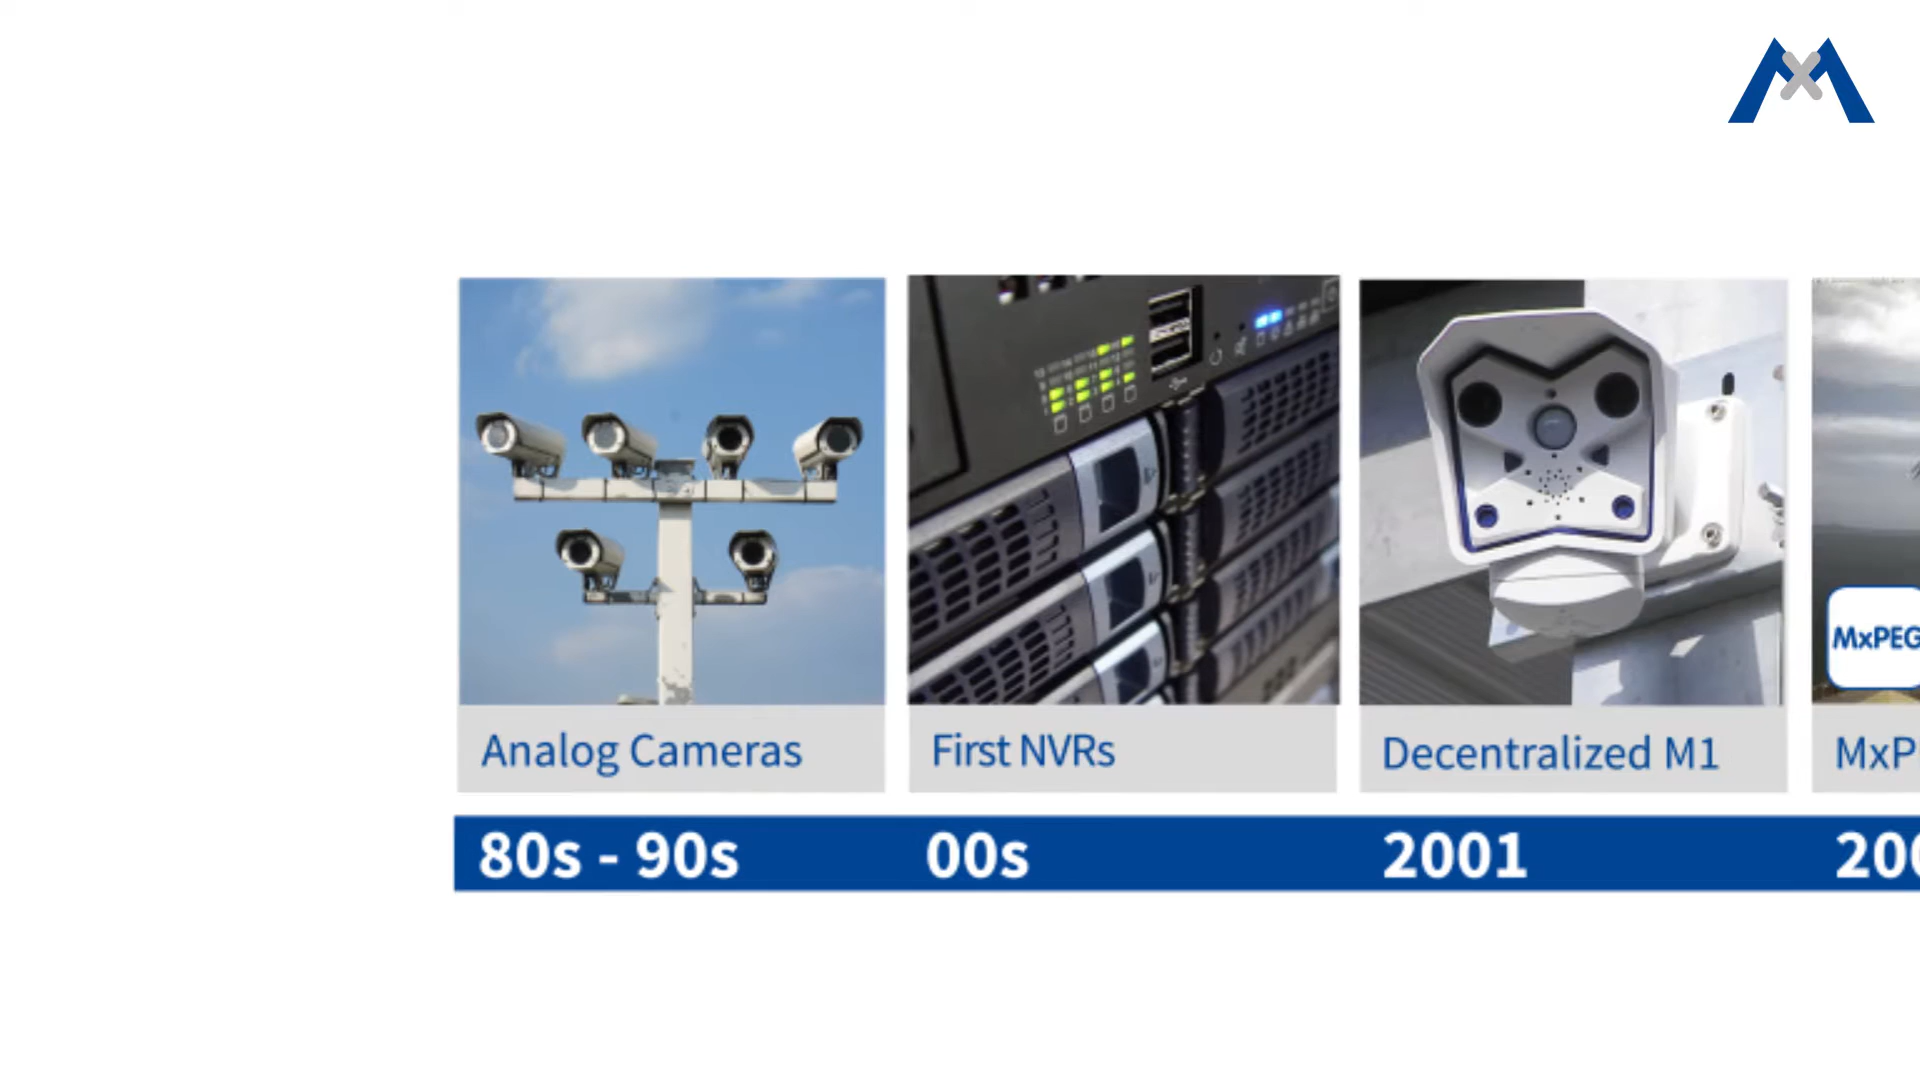 MxPEG
Analog Cameras
First NVRs
Decentralized M1
80s - 90s
00s
2001